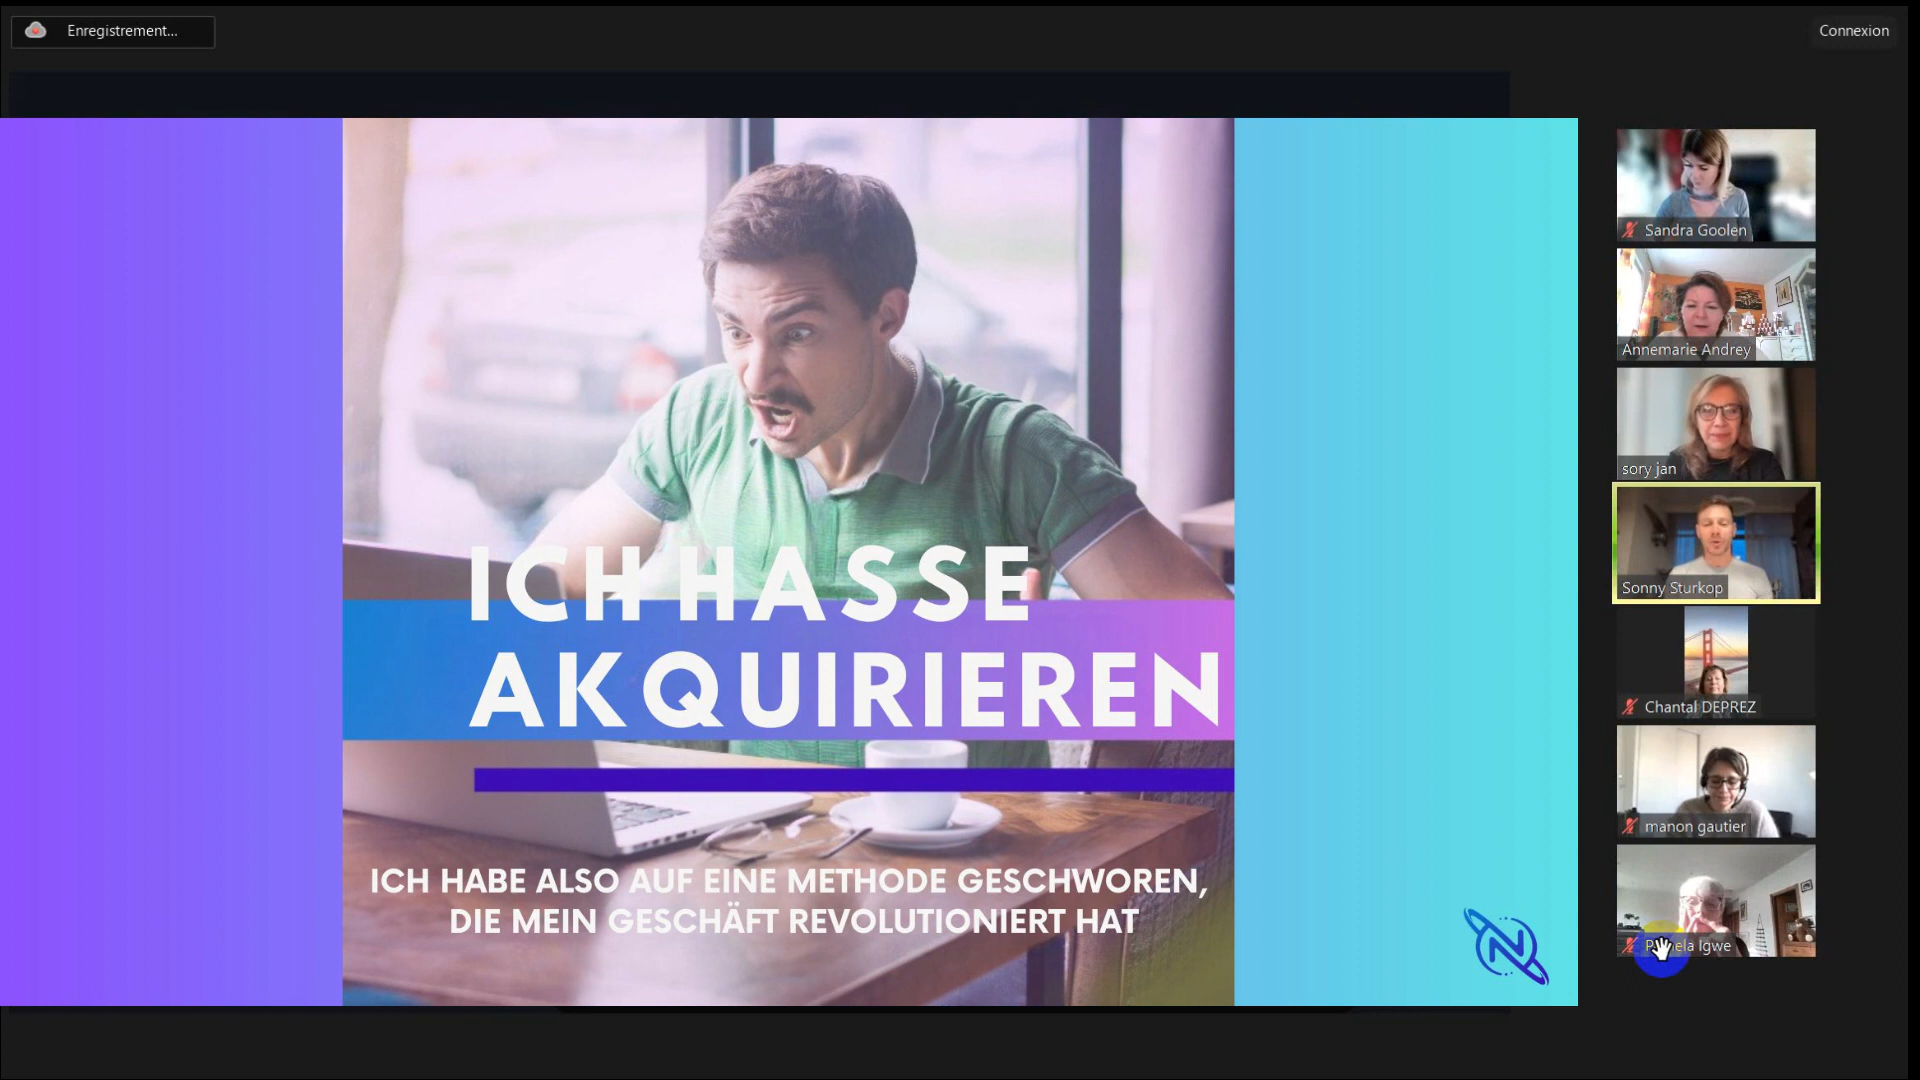 Enregistrement...
Connexion
ICH HASSE
AKQUIRIEREN
ICH HABE ALSO AUF EINE METHODE GESCHWOREN,
DIE MEIN GESCHÄFT REVOLUTIONIERT HAT
N
Sandra Goolen
Annemarie Andrey
sory jan
Sonny Sturkop
Chantal DEPREZ
manon gautier
Igwe